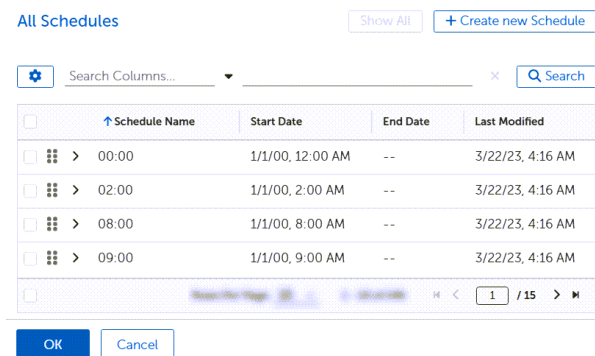 All Schedules Show All + Create new Schedule
Search Columns... Search
Schedule Name Start Date End Date Last Modified
00:00 1/1/00, 12:00 AM -- 3/22/23, 4:16 AM
02:00 1/1/00, 2:00 AM -- 3/22/23, 4:16 AM
08:00 1/1/00, 8:00 AM -- 3/22/23, 4:16 AM
09:00 1/1/00, 9:00 AM -- 3/22/23, 4:16 AM
1 / 15
OK Cancel